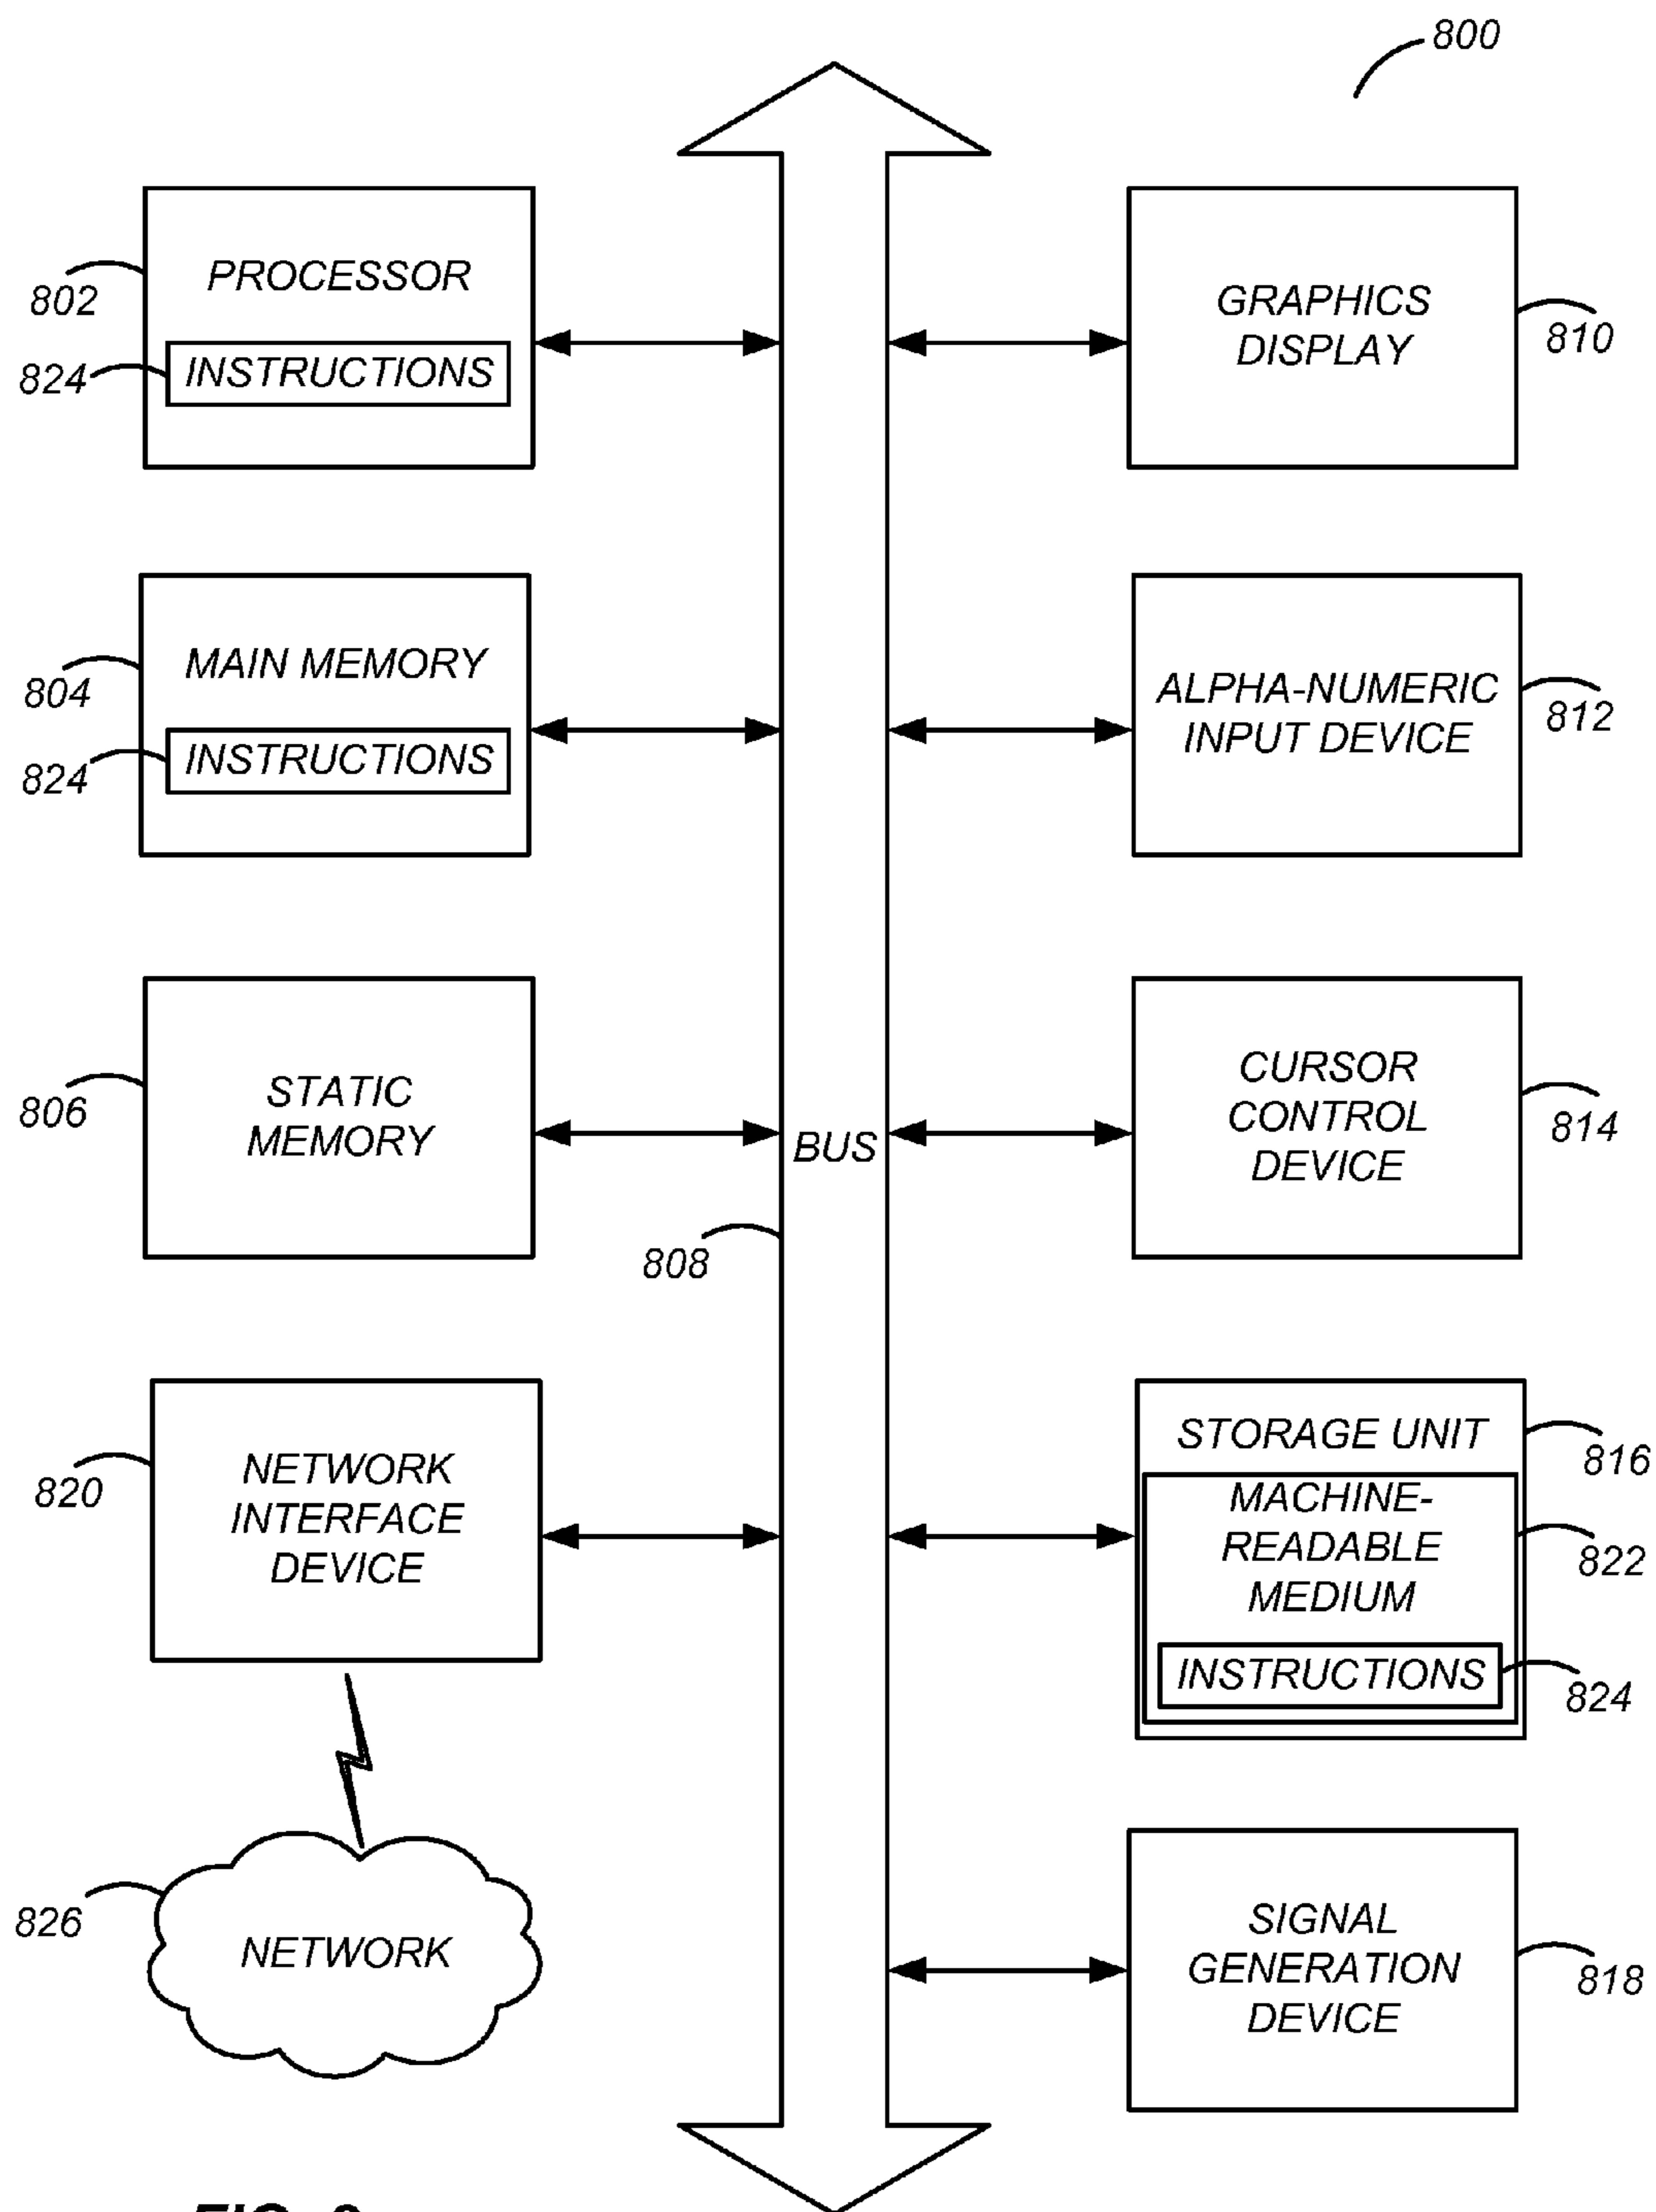 800
PROCESSOR
802
824
INSTRUCTIONS
GRAPHICS
DISPLAY
810
MAIN MEMORY
804
824
INSTRUCTIONS
ALPHA-NUMERIC
INPUT DEVICE
812
STATIC
MEMORY
806
BUS
808
CURSOR
CONTROL
DEVICE
814
NETWORK
INTERFACE
DEVICE
820
STORAGE UNIT
816
MACHINE-
READABLE
MEDIUM
822
INSTRUCTIONS
824
826
NETWORK
SIGNAL
GENERATION
DEVICE
818
FIG.